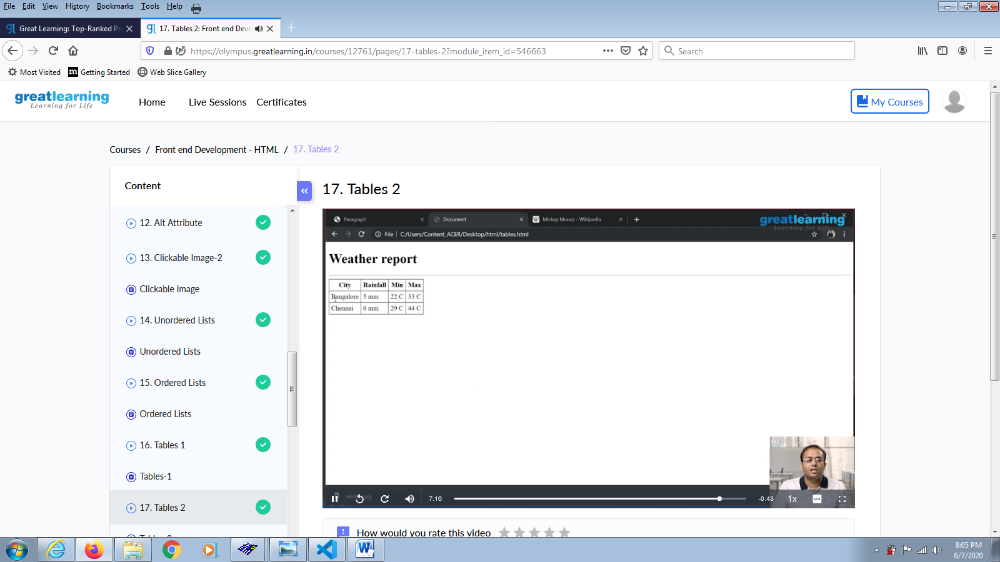 File Edit View History Bookmarks Tools Help
Great Learning: Top-Ranked Pr
17. Tables 2: Front end Deve
https://olympus.greatlearning.in/courses/12761/pages/17-tables-2?module_item_id=546663
Search
Most Visited Getting Started Web Slice Gallery
greatlearning
Learning for Life
Home Live Sessions Certificates
My Courses
Courses / Front end Development - HTML / 17. Tables 2
Content
12. Alt Attribute
13. Clickable Image-2
Clickable Image
14. Unordered Lists
Unordered Lists
15. Ordered Lists
Ordered Lists
16. Tables 1
Tables-1
17. Tables 2
17. Tables 2
Paragraph Document Mickey Mouse - Wikipedia
greatlearning
Learning for Life
File C:/Users/Content_ACER/Desktop/html/tables.html
Weather report
City Rainfall Min Max
Bangalore 5 mm 22 C 33 C
Chennai 0 mm 29 C 44 C
7:16 -0:43 1x HD
How would you rate this video
8:05 PM
6/7/2020